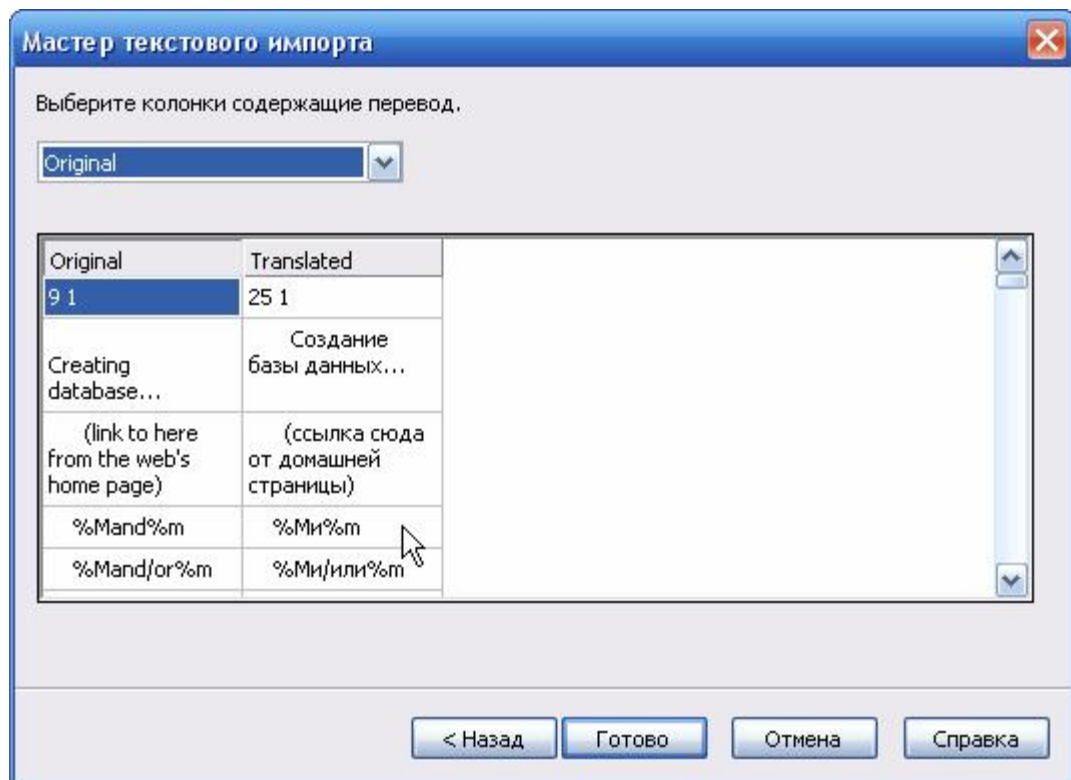 Мастер текстового импорта
Выберите колонки содержащие перевод.
Original
Original Translated
9 1 25 1
Creating database... Создание базы данных...
(link to here from the web's home page) (ссылка сюда от домашней страницы)
%Mand%m %Ми%m
%Mand/or%m %Ми/или%m
< Назад Готово Отмена Справка